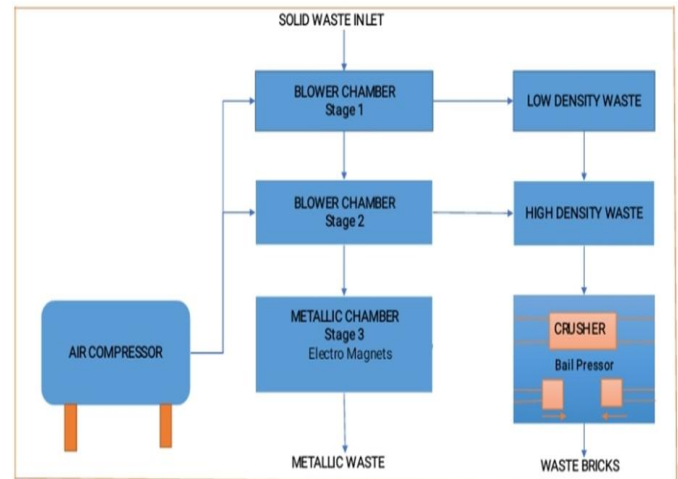 SOLID WASTE INLET
BLOWER CHAMBER
Stage 1
LOW DENSITY WASTE
BLOWER CHAMBER
Stage 2
HIGH DENSITY WASTE
METALLIC CHAMBER
Stage 3
Electro Magnets
AIR COMPRESSOR
CRUSHER
Bail Pressor
METALLIC WASTE
WASTE BRICKS